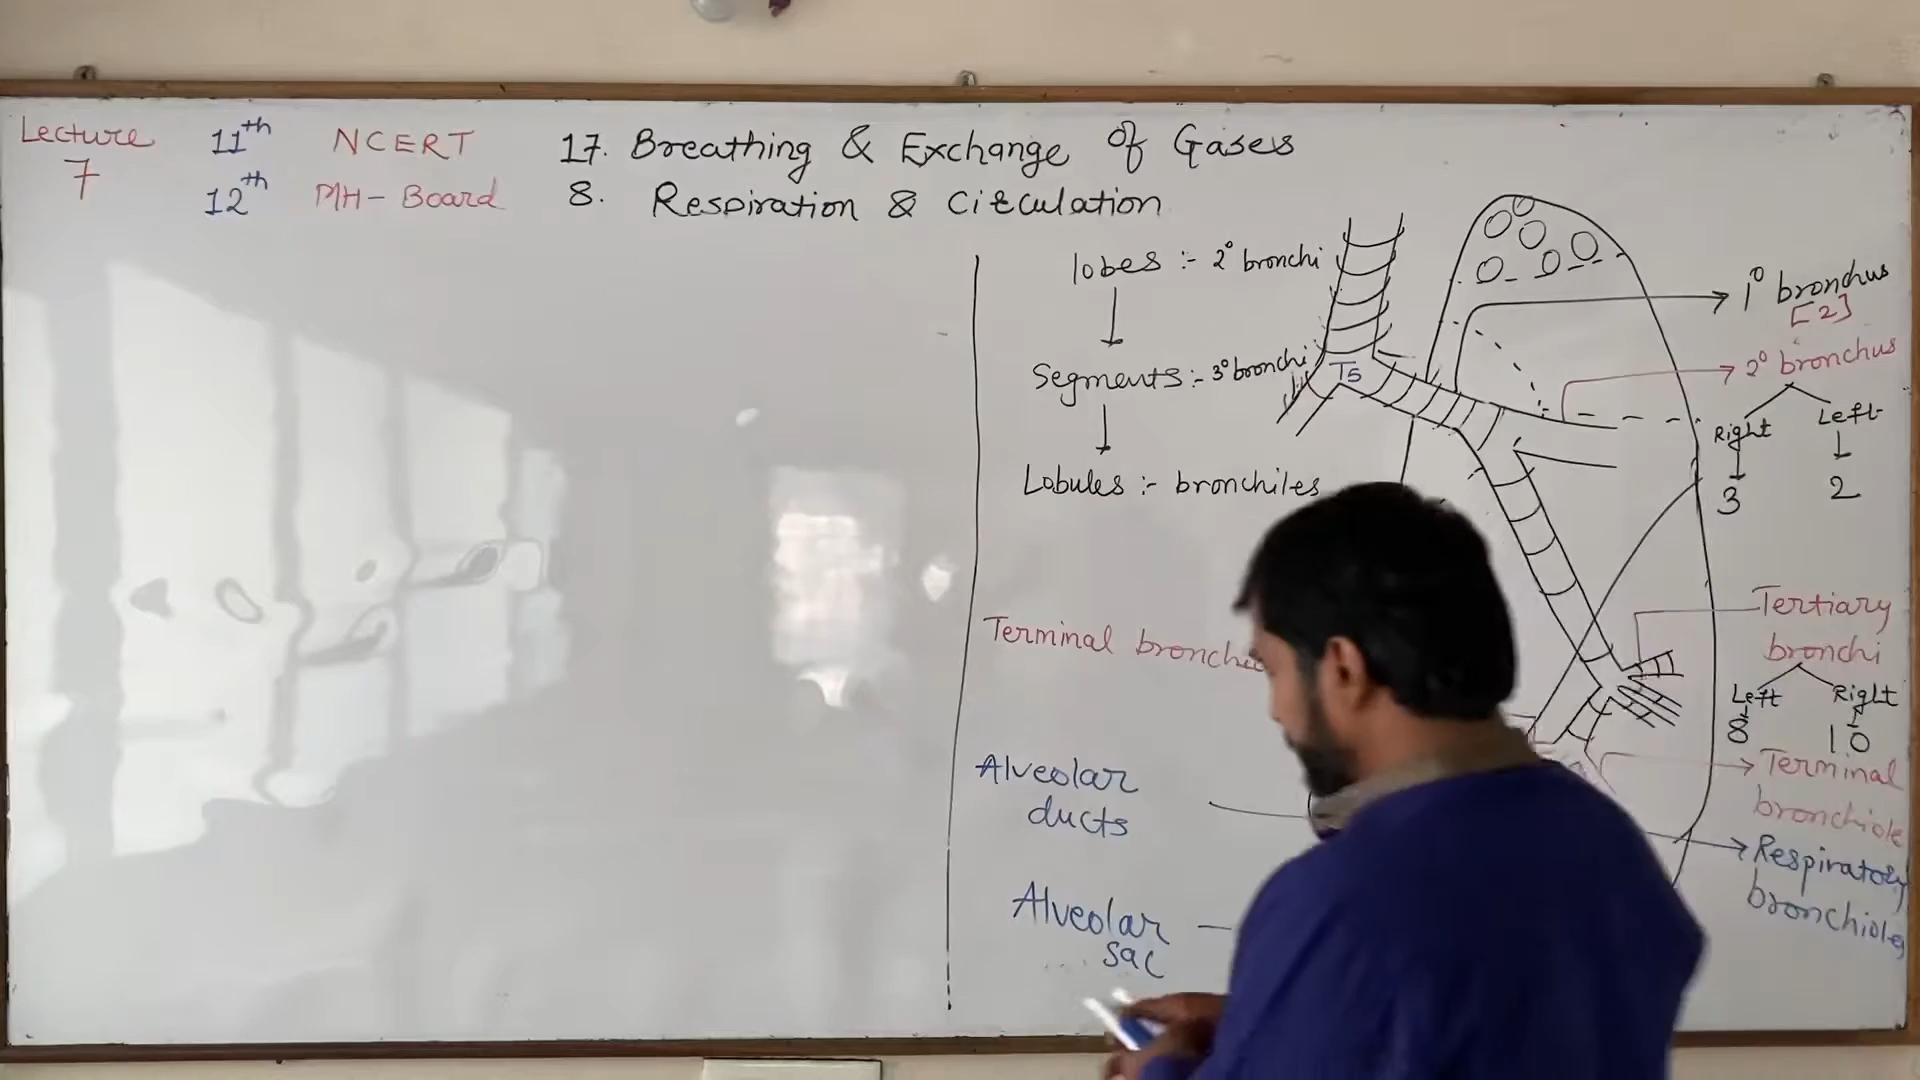 Lecture
7
11th NCERT 17. Breathing & Exchange of Gases
12th MH-Board 8. Respiration & Circulation
lobes :- 2° bronchi
Segments :- 3° bronchi
Lobules :- bronchiles
Terminal
Alveolar
ducts
Alveolar
sac
T5
1° bronchus
[2]
2° bronchus
Right Left
3 2
Tertiary
bronchi
Left Right
8 10
Terminal
bronchiole
Respiratory
bronchioles